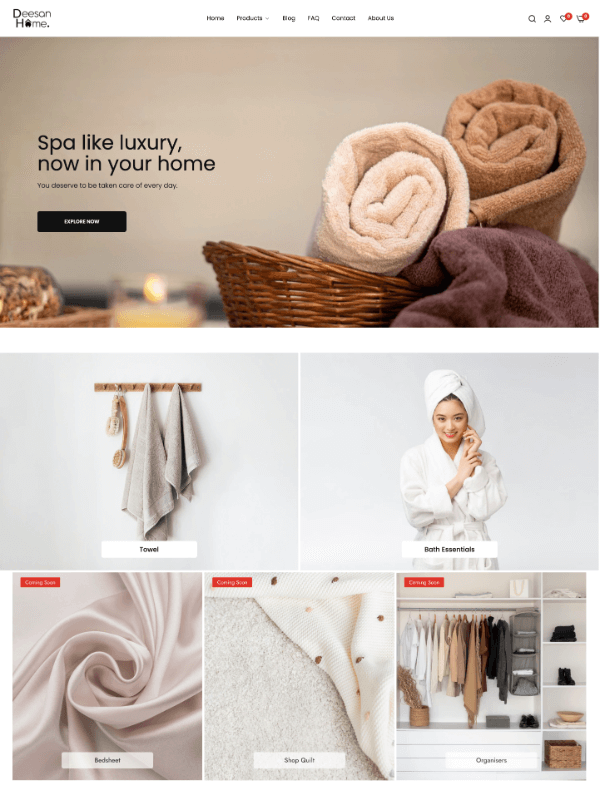 Deesan
Home.
Home Products Blog FAQ Contact About Us
0 0
Spa like luxury,
now in your home
You deserve to be taken care of every day.
EXPLORE NOW
Towel
Bath Essentials
Coming Soon
Coming Soon
Coming Soon
Bedsheet
Shop Quilt
Organisers